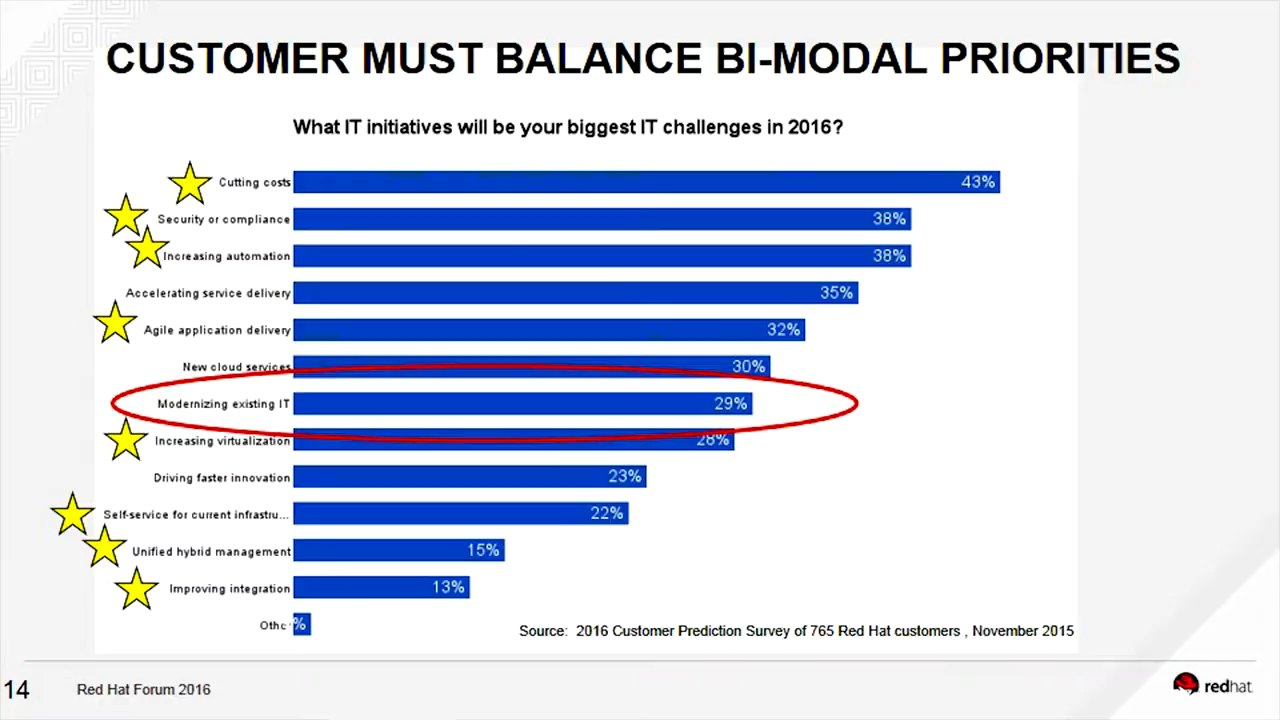 CUSTOMER MUST BALANCE BI-MODAL PRIORITIES
What IT initiatives will be your biggest IT challenges in 2016?
Cutting costs 43%
Security or compliance 38%
Increasing automation 38%
Accelerating service delivery 35%
Agile application delivery 32%
New cloud services 30%
Modernizing existing IT 29%
Increasing virtualization 28%
Driving faster innovation 23%
Self-service for current infrastru... 22%
Unified hybrid management 15%
Improving integration 13%
%
Source: 2016 Customer Prediction Survey of 765 Red Hat customers , November 2015
14 Red Hat Forum 2016
redhat.